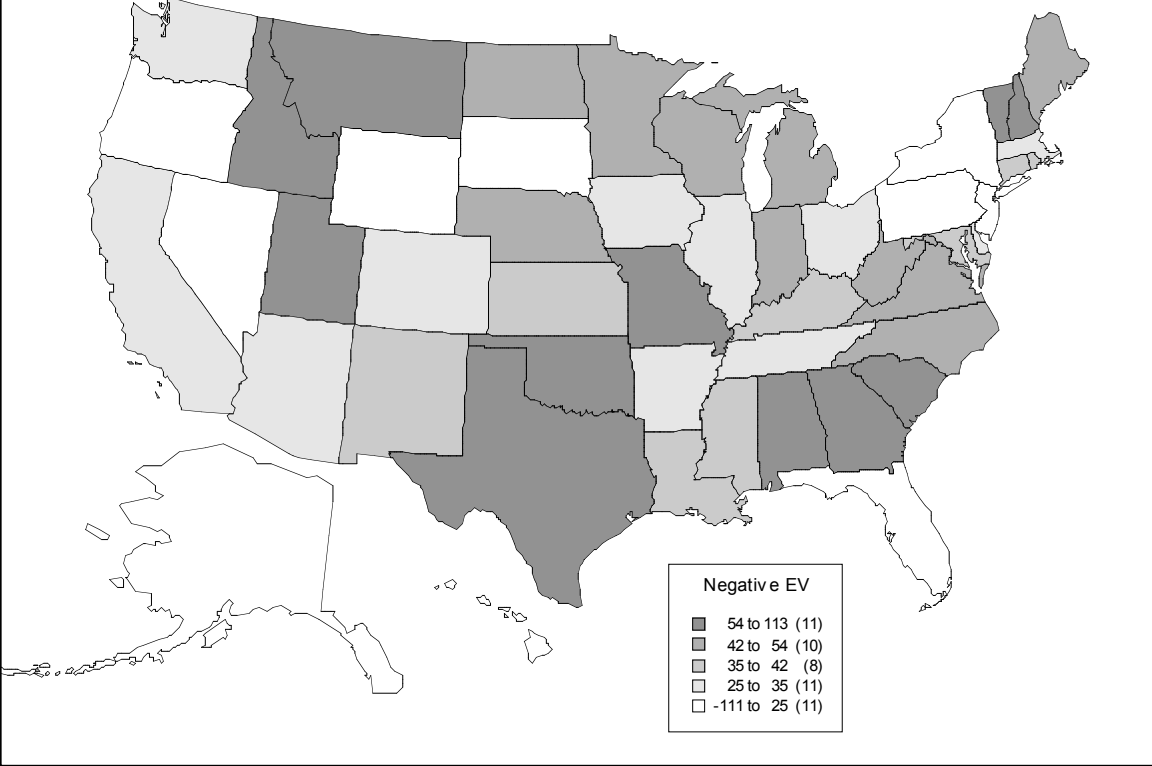 Negative EV
54 to 113 (11)
42 to 54 (10)
35 to 42 (8)
25 to 35 (11)
-111 to 25 (11)